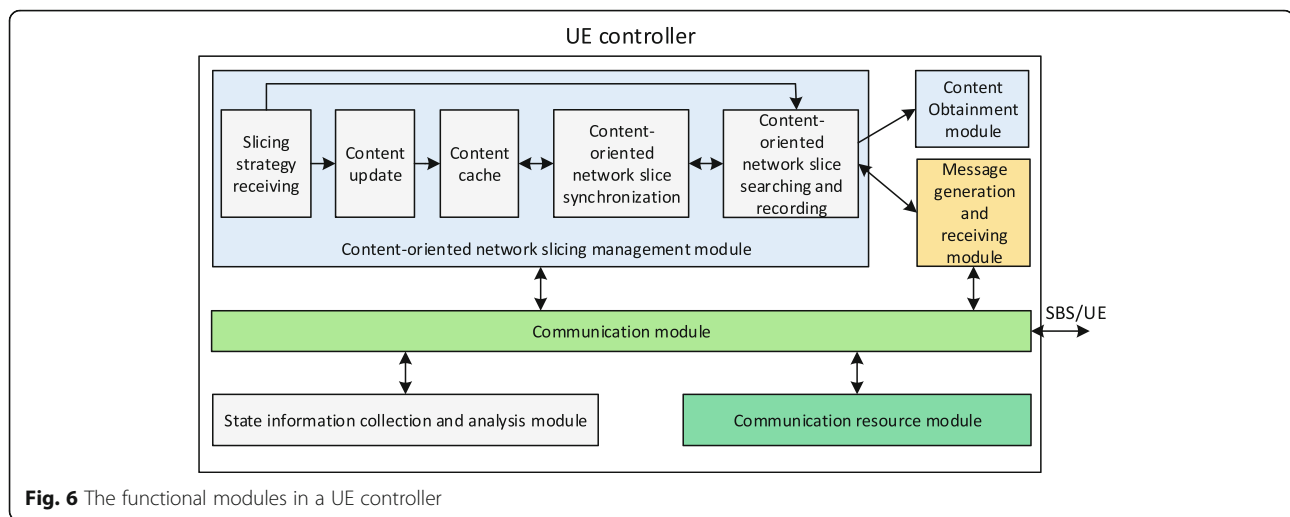 UE controller
Slicing
strategy
receiving
Content
update
Content
cache
Content-
oriented
network slice
synchronization
Content-
oriented
network slice
searching and
recording
Content-oriented network slicing management module
Content
Obtainment
module
Message
generation
and
receiving
module
Communication module
SBS/UE
State information collection and analysis module
Communication resource module
Fig. 6 The functional modules in a UE controller